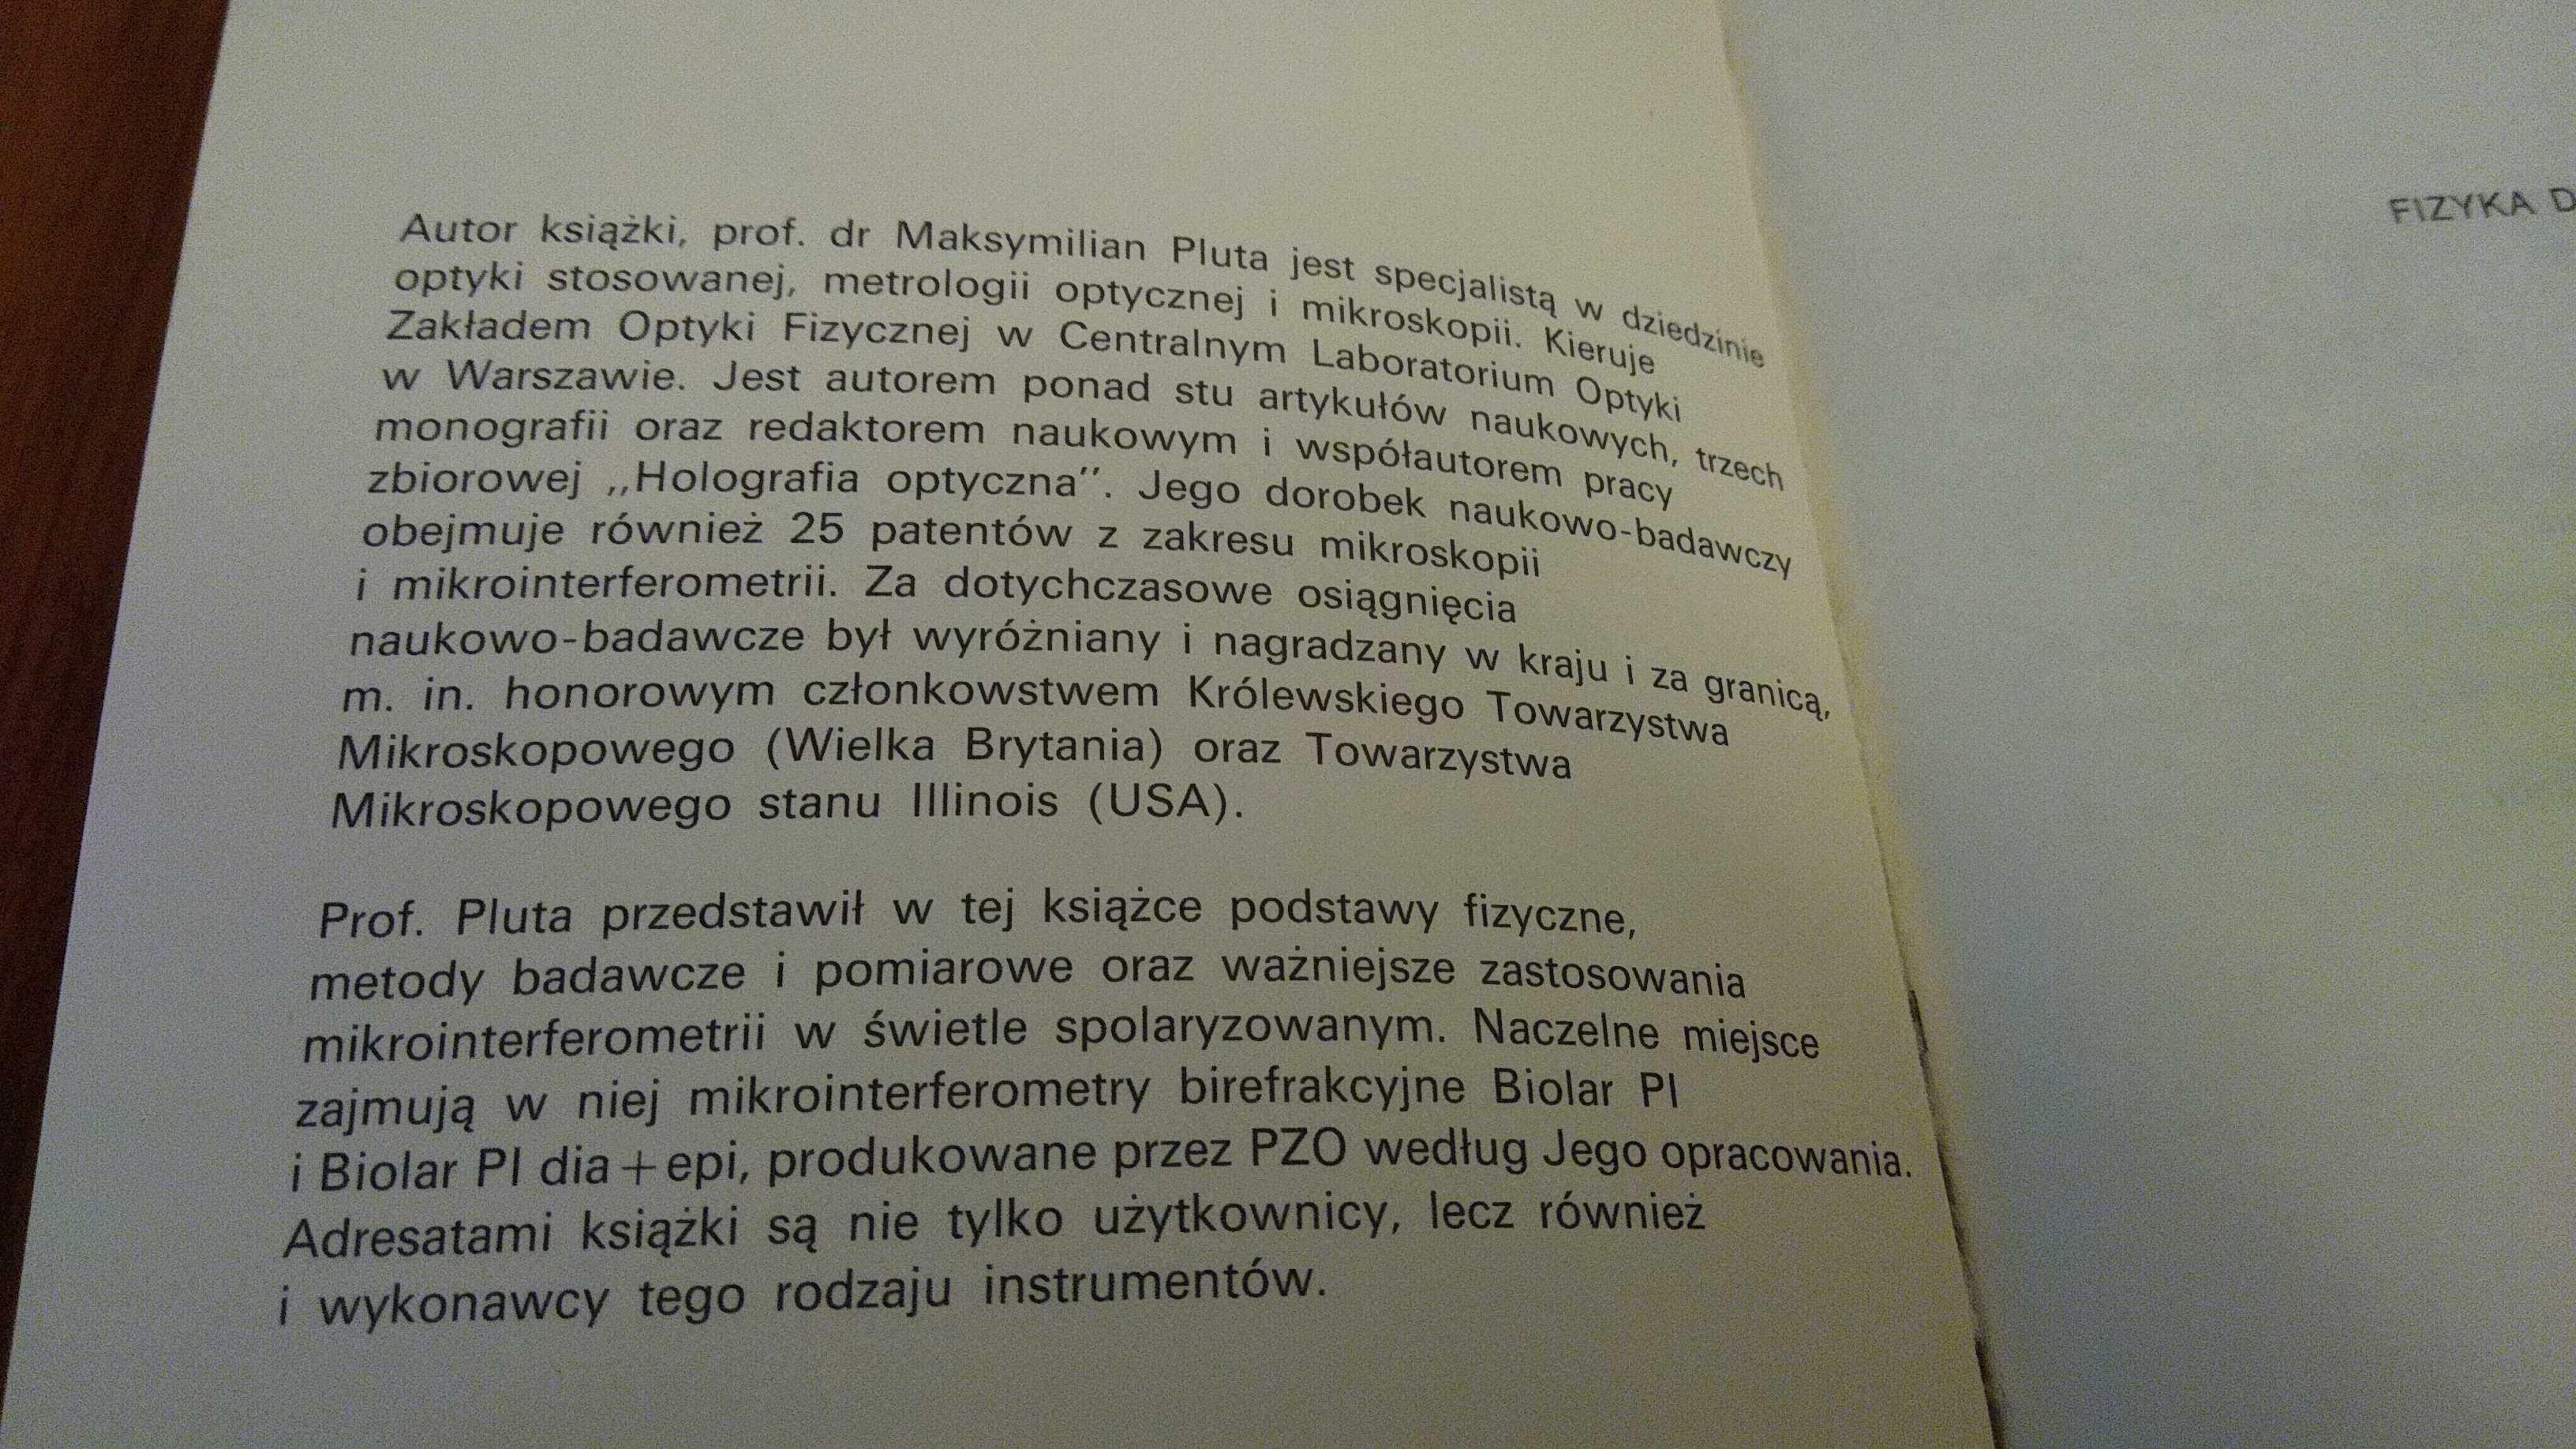 Autor książki, prof. dr Maksymilian Pluta jest specjalistą w dziedzinie
optyki stosowanej, metrologii optycznej i mikroskopii. Kieruje
Zakładem Optyki Fizycznej w Centralnym Laboratorium Optyki
w Warszawie. Jest autorem ponad stu artykułów naukowych, trzech
monografii oraz redaktorem naukowym i współautorem pracy
zbiorowej ,,Holografia optyczna''. Jego dorobek naukowo-badawczy
obejmuje również 25 patentów z zakresu mikroskopii
i mikrointerferometrii. Za dotychczasowe osiągnięcia
naukowo-badawcze był wyróżniany i nagradzany w kraju i za granicą,
m. in. honorowym członkowstwem Królewskiego Towarzystwa
Mikroskopowego (Wielka Brytania) oraz Towarzystwa
Mikroskopowego stanu Illinois (USA).
Prof. Pluta przedstawił w tej książce podstawy fizyczne,
metody badawcze i pomiarowe oraz ważniejsze zastosowania
mikrointerferometrii w świetle spolaryzowanym. Naczelne miejsce
zajmują w niej mikrointerferometry birefrakcyjne Biolar PI
i Biolar PI dia+epi, produkowane przez PZO według Jego opracowania.
Adresatami książki są nie tylko użytkownicy, lecz również
i wykonawcy tego rodzaju instrumentów.
FIZYKA